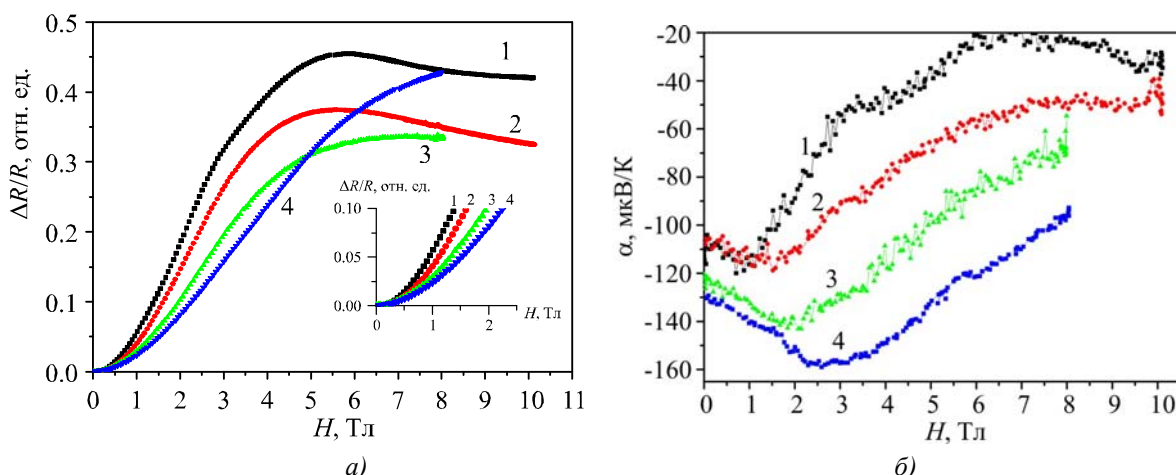 0.5
0.4
0.3
0.2
0.1
0.0
ΔR/R, отн. ед.
1
2
3
4
ΔR/R, отн. ед.
1 2 3 4
0.10
0.05
0.00
0 1 2
H, Тл
0 1 2 3 4 5 6 7 8 9 10 11
H, Тл
а)
-20
-40
-60
-80
-100
-120
-140
-160
α, мкВ/К
1
2
3
4
0 1 2 3 4 5 6 7 8 9 10
H, Тл
б)